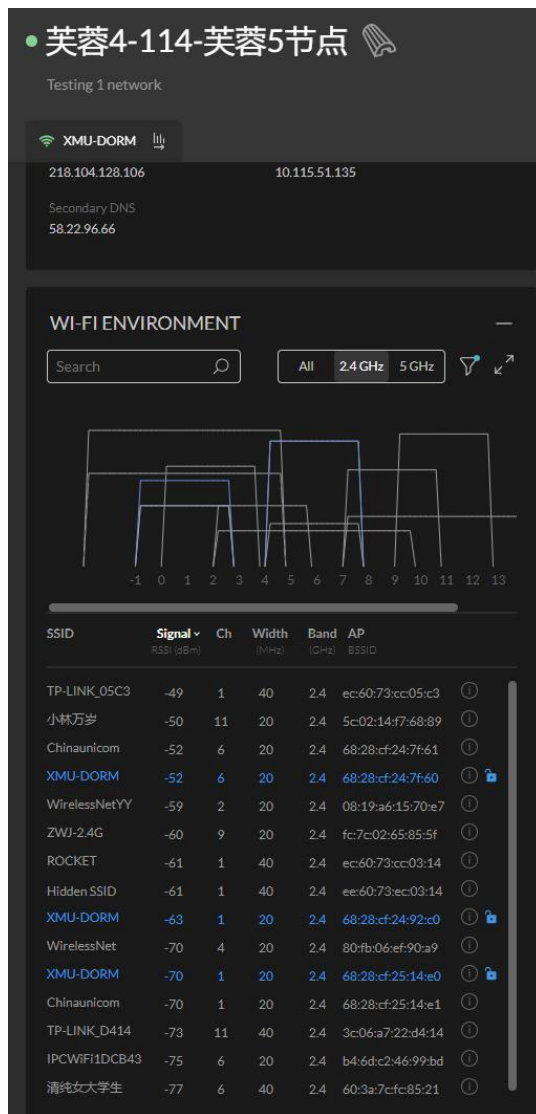 芙蓉4-114-芙蓉5节点
Testing 1 network
XMU-DORM
218.104.128.106 10.115.51.135
Secondary DNS
58.22.96.66
WI-FI ENVIRONMENT
Search All 2.4 GHz 5 GHz
-1 0 1 2 3 4 5 6 7 8 9 10 11 12 13
SSID Signal Ch Width Band AP
RSSI (dBm) (MHz) (GHz) BSSID
TP-LINK_05C3 -49 1 40 2.4 ec:60:73:cc:05:c3
小林万岁 -50 11 20 2.4 5c:02:14:f7:68:89
Chinaunicom -52 6 20 2.4 68:28:cf:24:7f:61
XMU-DORM -52 6 20 2.4 68:28:cf:24:7f:60
WirelessNetYY -59 2 20 2.4 08:19:a6:15:70:e7
ZWJ-2.4G -60 9 20 2.4 fc:7c:02:65:85:5f
ROCKET -61 1 40 2.4 ec:60:73:cc:03:14
Hidden SSID -61 1 40 2.4 ee:60:73:ec:03:14
XMU-DORM -63 1 20 2.4 68:28:cf:24:92:c0
WirelessNet -70 4 20 2.4 80:fb:06:ef:90:a9
XMU-DORM -70 1 20 2.4 68:28:cf:25:14:e0
Chinaunicom -70 1 20 2.4 68:28:cf:25:14:e1
TP-LINK_D414 -73 11 40 2.4 3c:06:a7:22:d4:14
IPCWiFi1DCB43 -75 6 20 2.4 b4:6d:c2:46:99:bd
清纯女大学生 -77 6 40 2.4 60:3a:7c:fc:85:21